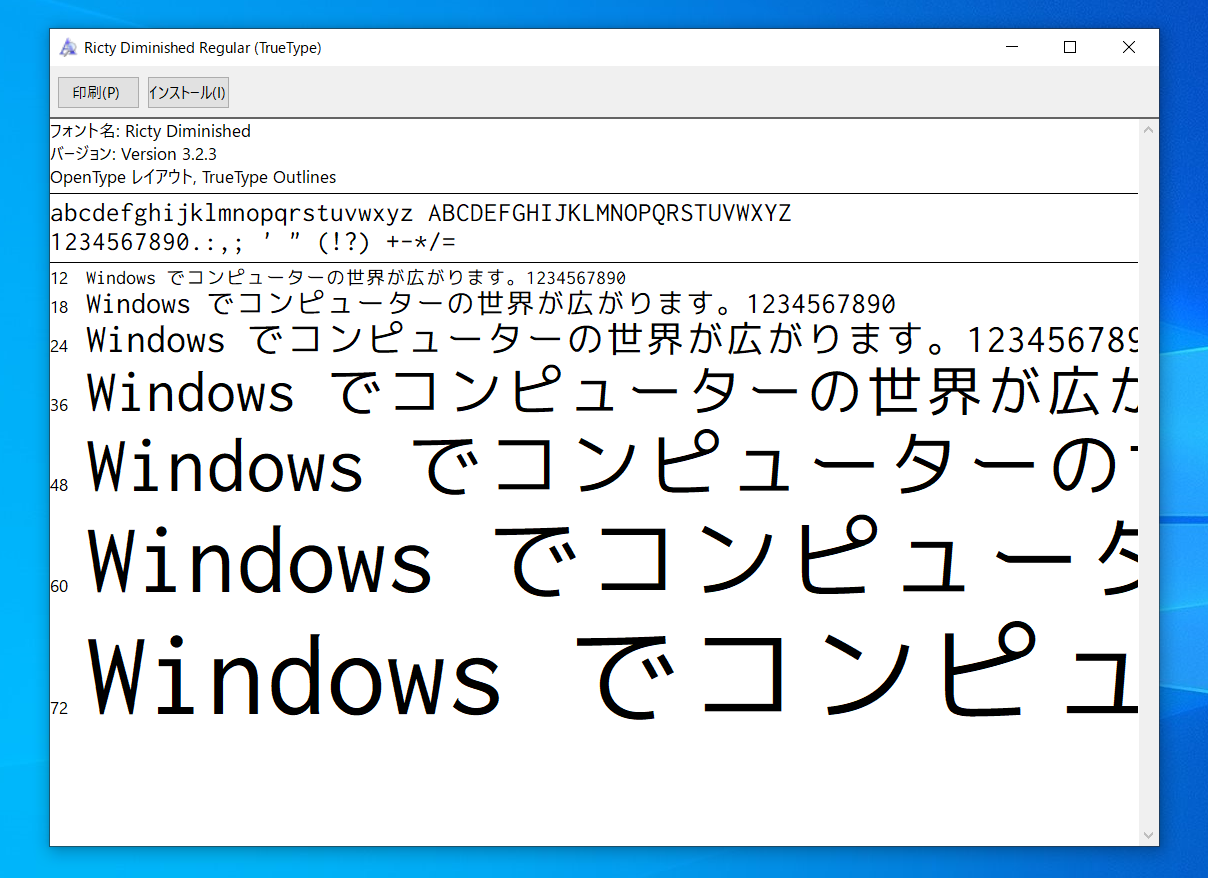 Ricty Diminished Regular (TrueType)
印刷(P) インストール(I)
フォント名: Ricty Diminished
バージョン: Version 3.2.3
OpenType レイアウト, TrueType Outlines
abcdefghijklmnopqrstuvwxyz ABCDEFGHIJKLMNOPQRSTUVWXYZ
1234567890.:,; ' " (!?) +-*/=
12 Windows でコンピューターの世界が広がります。1234567890
18 Windows でコンピューターの世界が広がります。1234567890
24 Windows でコンピューターの世界が広がります。123456789
36 Windows でコンピューターの世界が広が
48 Windows でコンピューターの
60 Windows でコンピュータ
72 Windows でコンピュ